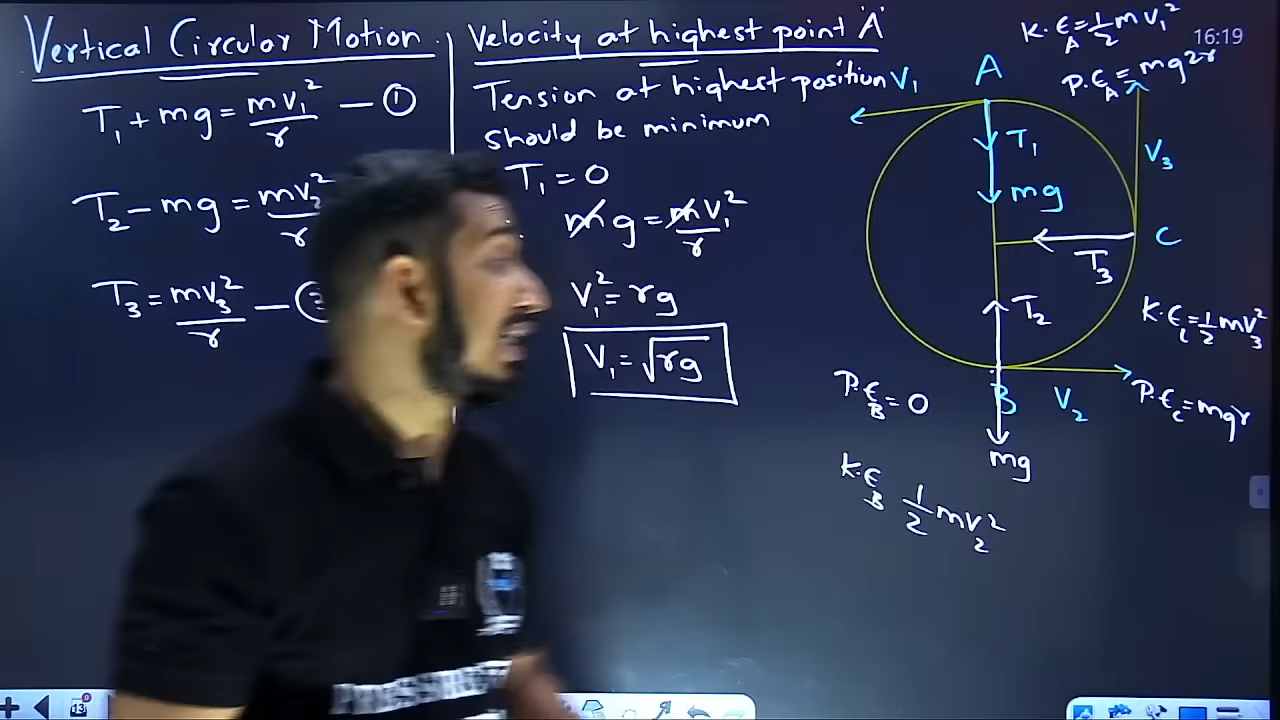 Vertical Circular Motion
T₁ + mg = mv₁²/r — ①
T₂ - mg = mv₂²/r
T₃ = mv₃²/r — ③
Velocity at highest point 'A'
Tension at highest position
should be minimum
T₁ = 0
mg = mv₁²/r
v₁² = rg
V₁ = √rg
K.E_A = 1/2 mv₁²
16:19
P.E_A = mg2r
A
V₁
T₁
mg
V₃
C
T₃
T₂
K.E_C = 1/2 mv₃²
P.E_B = 0
B
V₂
P.E_C = mgr
mg
K.E_B 1/2 mv₂²
13